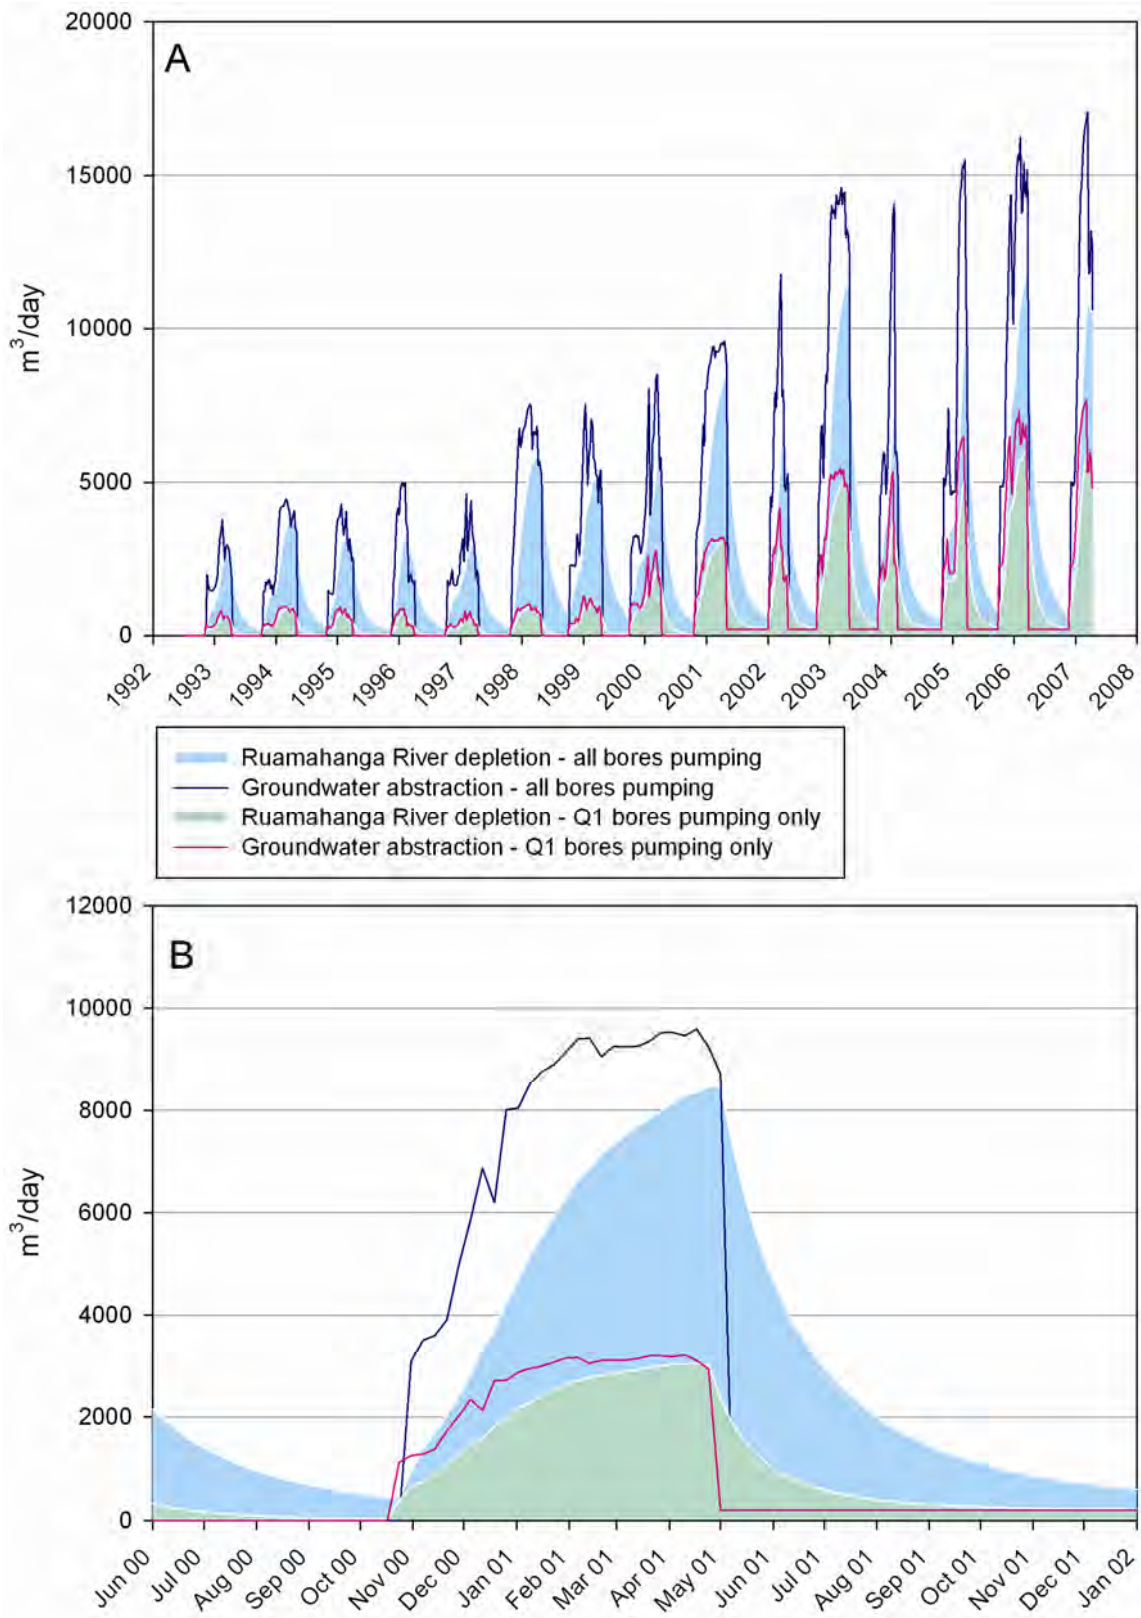 20000
A
15000
10000
5000
0
m³/day
1992
1993
1994
1995
1996
1997
1998
1999
2000
2001
2002
2003
2004
2005
2006
2007
2008
Ruamahanga River depletion - all bores pumping
Groundwater abstraction - all bores pumping
Ruamahanga River depletion - Q1 bores pumping only
Groundwater abstraction - Q1 bores pumping only
12000
B
10000
8000
6000
4000
2000
0
m³/day
Jun 00
Jul 00
Aug 00
Sep 00
Oct 00
Nov 00
Dec 00
Jan 01
Feb 01
Mar 01
Apr 01
May 01
Jun 01
Jul 01
Aug 01
Sep 01
Oct 01
Nov 01
Dec 01
Jan 02